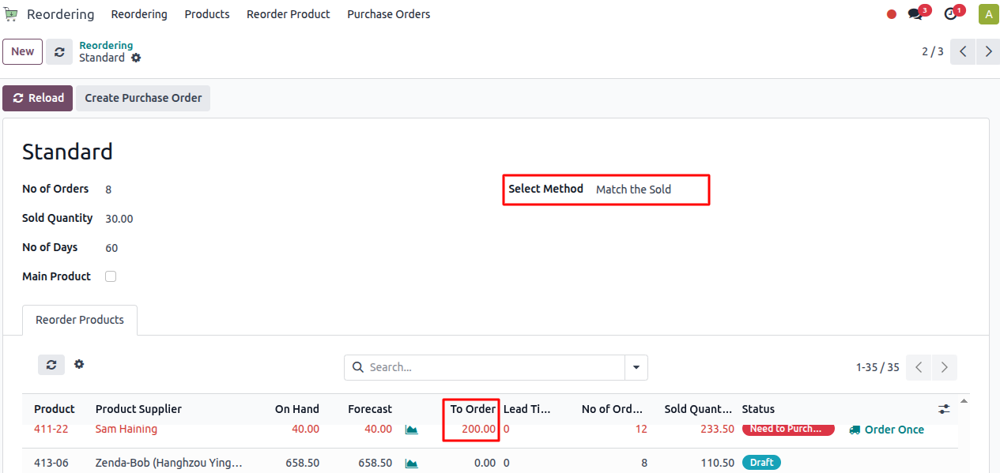 Reordering Reordering Products Reorder Product Purchase Orders 3 1 A
New Reordering
Standard 2 / 3
Reload Create Purchase Order
Standard
No of Orders 8 Select Method Match the Sold
Sold Quantity 30.00
No of Days 60
Main Product
Reorder Products
Search... 1-35 / 35
Product Product Supplier On Hand Forecast To Order Lead Ti... No of Ord... Sold Quant... Status
411-22 Sam Haining 40.00 40.00 200.00 0 12 233.50 Need to Purch... Order Once
413-06 Zenda-Bob (Hanghzou Ying... 658.50 658.50 0.00 0 8 110.50 Draft